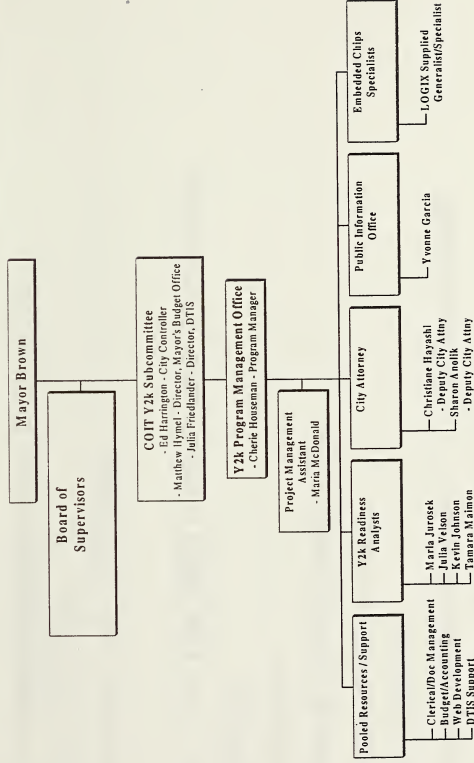 Mayor Brown
Board of
Supervisors
COIT Y2k Subcommittee
- Ed Harrington - City Controller
- Matthew Hymel - Director, Mayor's Budget Office
- Julia Friedlander - Director, DTIS
Y2k Program Management Office
- Cherie Houseman - Program Manager
Project Management
Assistant
- Maria McDonald
Pooled Resources / Support
Clerical/Doc Management
Budget/Accounting
Web Development
DTIS Support
Y2k Readiness
Analysts
Maria Jurosek
Julia Velson
Kevin Johnson
Tamara Maimon
City Attorney
Christiane Hayashi
- Deputy City Attny
Sharon Anolik
- Deputy City Attny
Public Information
Office
Yvonne Garcia
Embedded Chips
Specialists
LOGIX Supplied
Generalist/Specialist